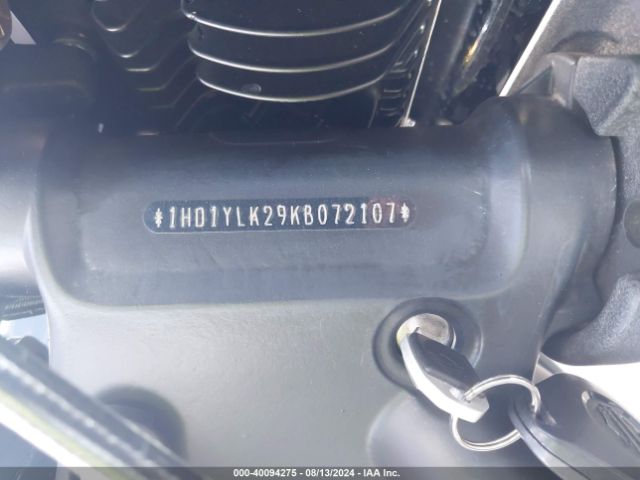 *1HD1YLK29KB072107*
000-40094275 - 08/13/2024 - IAA Inc.